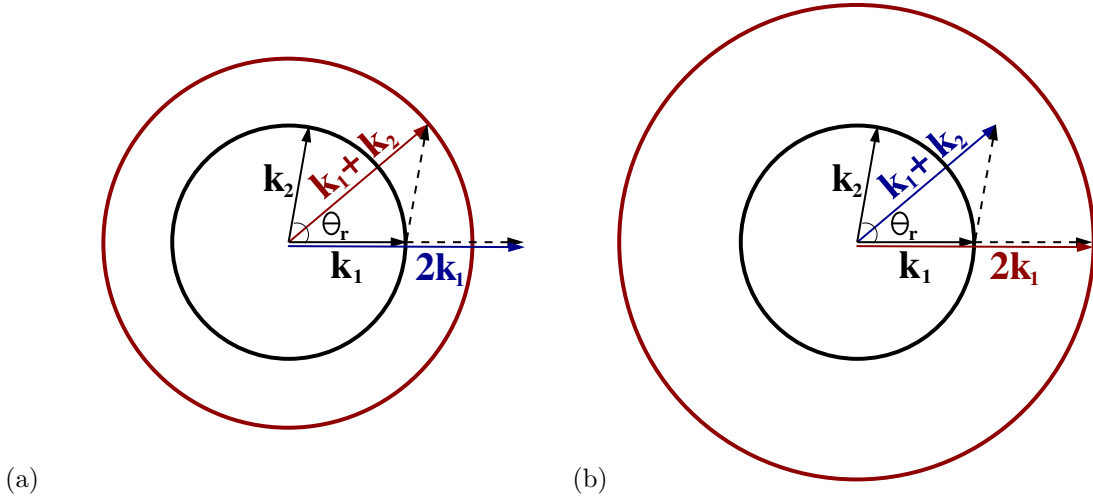 k₁+ k₂
k₂
θᵣ
k₁
2k₁
(a)
k₁+ k₂
k₂
θᵣ
k₁
2k₁
(b)